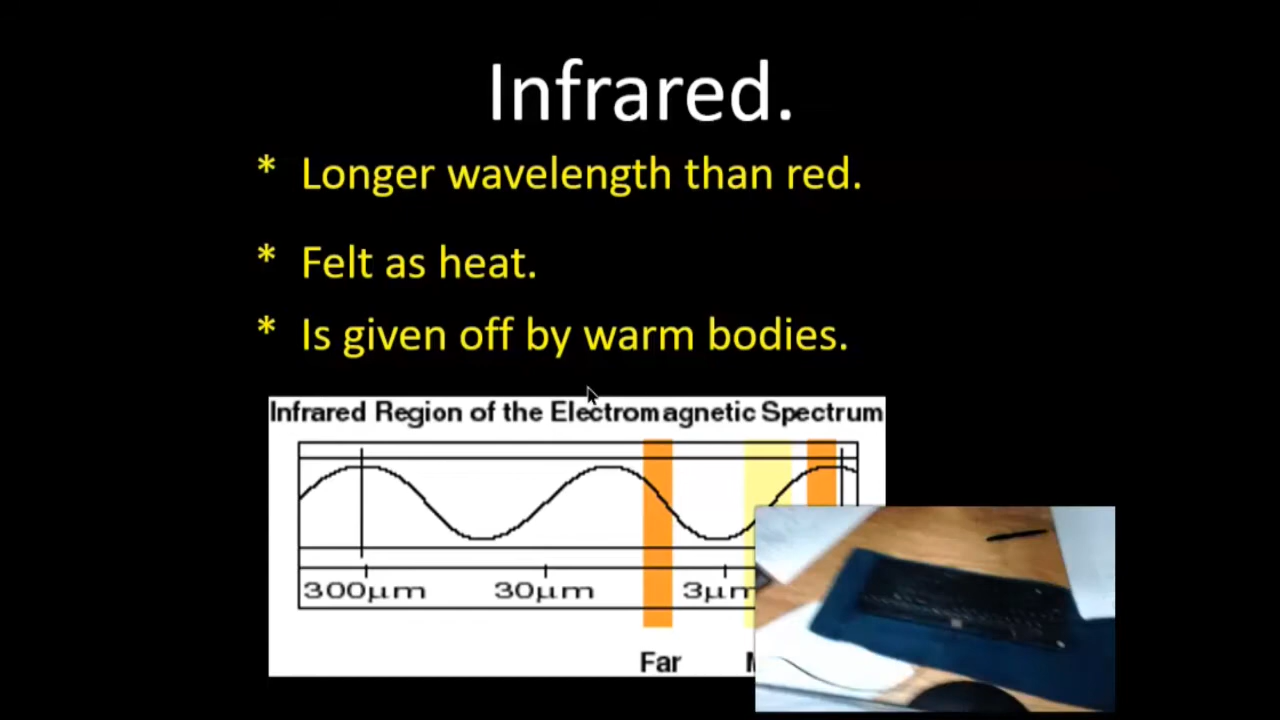 Infrared.
* Longer wavelength than red.
* Felt as heat.
* Is given off by warm bodies.
Infrared Region of the Electromagnetic Spectrum
300µm 30µm 3µm
Far